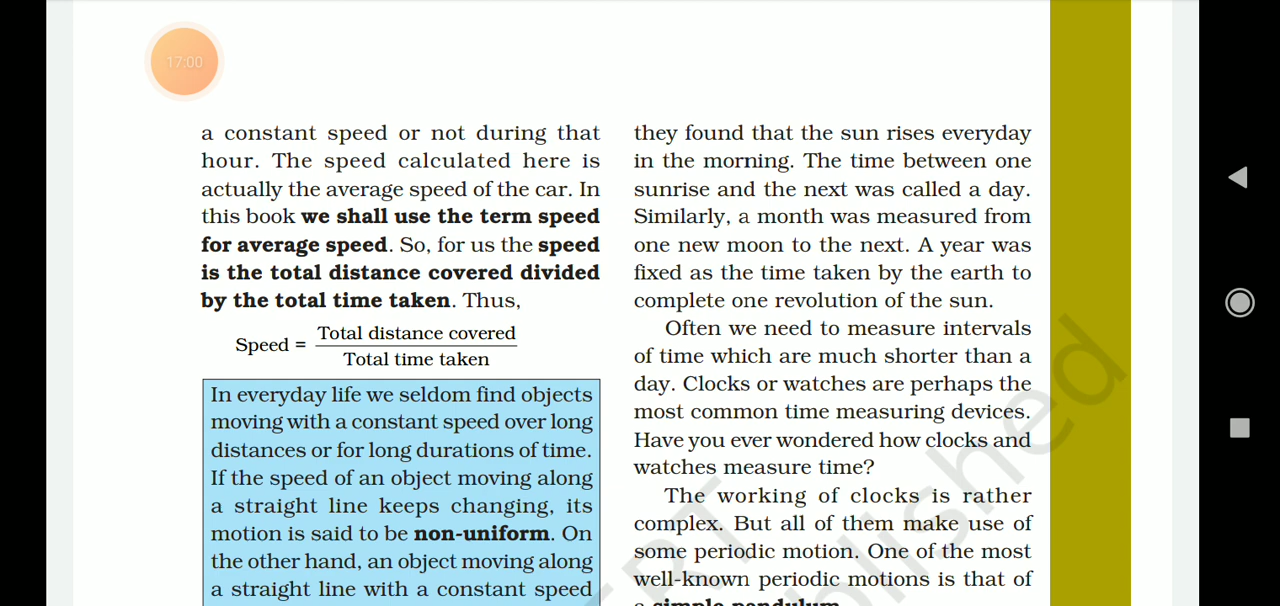 17:00
a constant speed or not during that
hour. The speed calculated here is
actually the average speed of the car. In
this book we shall use the term speed
for average speed. So, for us the speed
is the total distance covered divided
by the total time taken. Thus,
Speed = Total distance covered
Total time taken
In everyday life we seldom find objects
moving with a constant speed over long
distances or for long durations of time.
If the speed of an object moving along
a straight line keeps changing, its
motion is said to be non-uniform. On
the other hand, an object moving along
a straight line with a constant speed
they found that the sun rises everyday
in the morning. The time between one
sunrise and the next was called a day.
Similarly, a month was measured from
one new moon to the next. A year was
fixed as the time taken by the earth to
complete one revolution of the sun.
Often we need to measure intervals
of time which are much shorter than a
day. Clocks or watches are perhaps the
most common time measuring devices.
Have you ever wondered how clocks and
watches measure time?
The working of clocks is rather
complex. But all of them make use of
some periodic motion. One of the most
well-known periodic motions is that of
a simple pendulum.